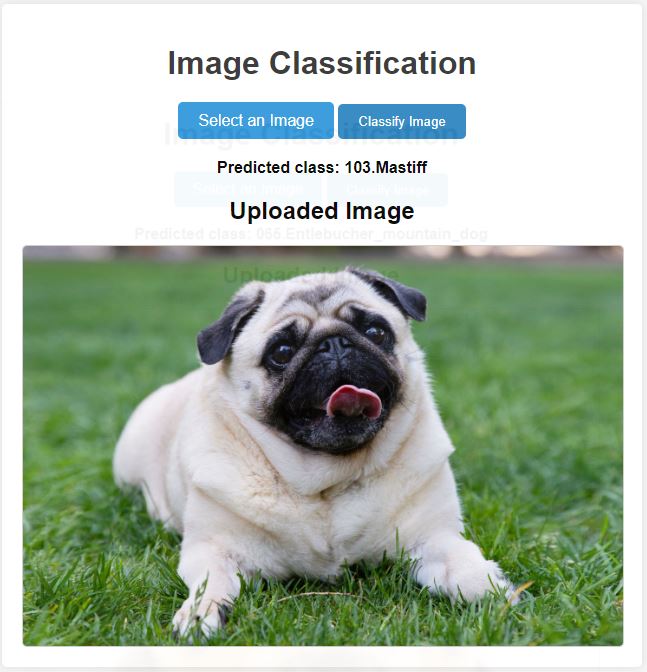 Image Classification
Select an Image Classify Image
Image Classification
Predicted class: 103.Mastiff
Select an Image Classify Image
Uploaded Image
Predicted class: 055.Entlebucher_mountain_dog
Uploaded Image